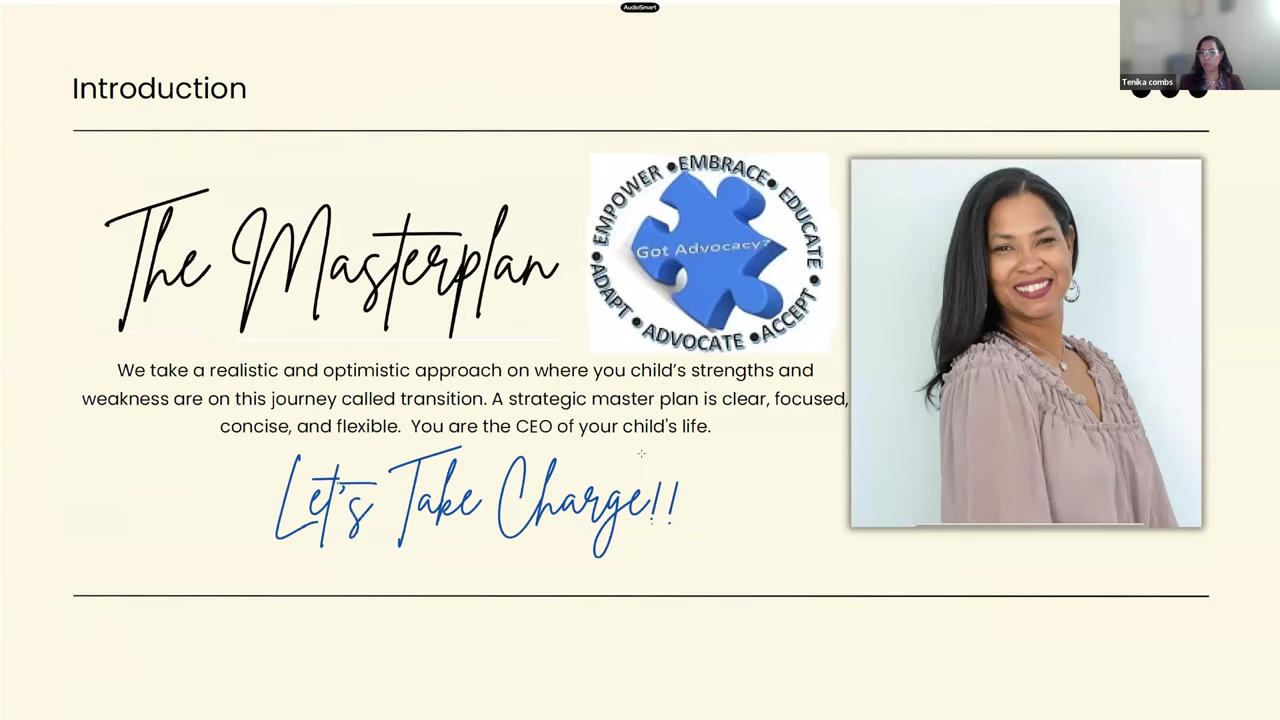 AudioSmart
Tenika combs
Introduction
The Masterplan
EMPOWER • EMBRACE • EDUCATE • ACCEPT • ADVOCATE • ADAPT •
Got Advocacy?
We take a realistic and optimistic approach on where you child’s strengths and
weakness are on this journey called transition. A strategic master plan is clear, focused,
concise, and flexible.  You are the CEO of your child's life.
Let's Take Charge!!